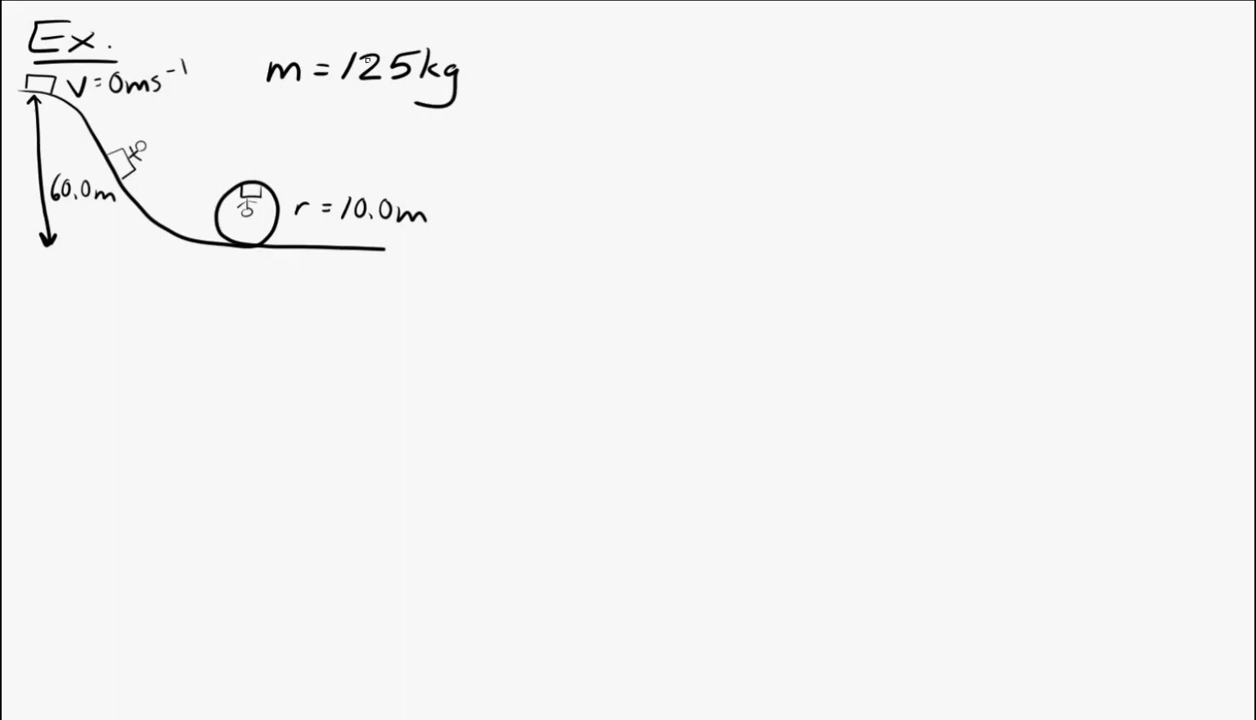 Ex.
v=0ms⁻¹
m = 125kg
60.0m
r = 10.0m